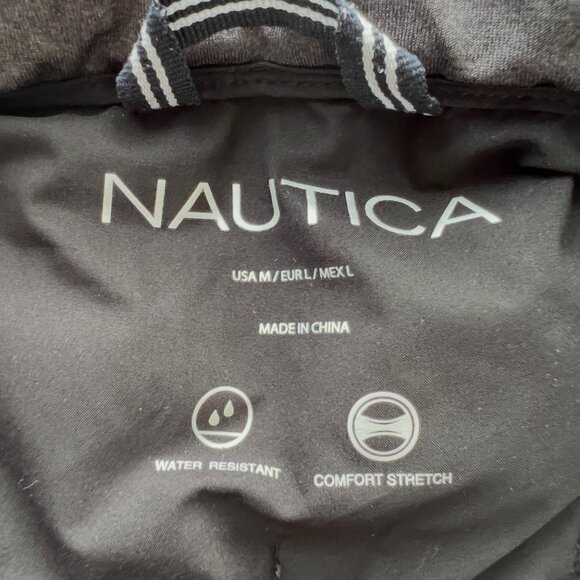 NAUTICA
USA M / EUR L / MEX L
MADE IN CHINA
WATER RESISTANT
COMFORT STRETCH